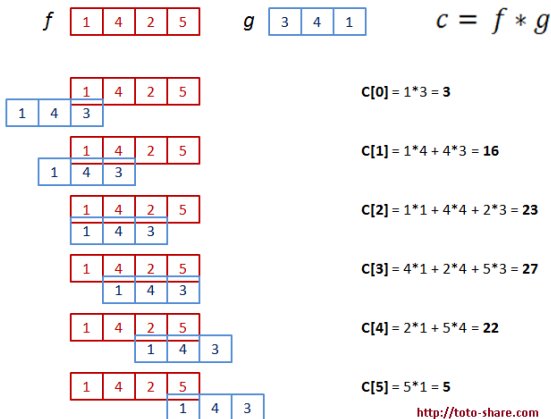 f 1 4 2 5 g 3 4 1 c = f * g
1 4 2 5 C[0] = 1*3 = 3
1 4 3
1 4 2 5 C[1] = 1*4 + 4*3 = 16
1 4 3
1 4 2 5 C[2] = 1*1 + 4*4 + 2*3 = 23
1 4 3
1 4 2 5 C[3] = 4*1 + 2*4 + 5*3 = 27
1 4 3
1 4 2 5 C[4] = 2*1 + 5*4 = 22
1 4 3
1 4 2 5 C[5] = 5*1 = 5
1 4 3
http://toto-share.com